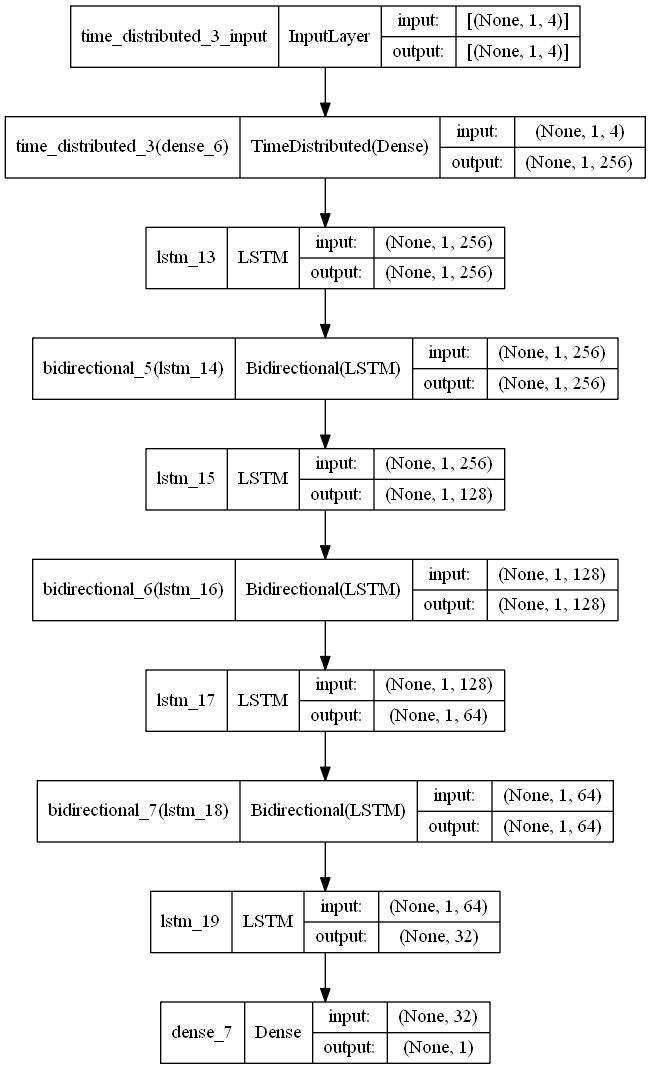 time_distributed_3_input InputLayer input: [(None, 1, 4)]
output: [(None, 1, 4)]
time_distributed_3(dense_6) TimeDistributed(Dense) input: (None, 1, 4)
output: (None, 1, 256)
lstm_13 LSTM input: (None, 1, 256)
output: (None, 1, 256)
bidirectional_5(lstm_14) Bidirectional(LSTM) input: (None, 1, 256)
output: (None, 1, 256)
lstm_15 LSTM input: (None, 1, 256)
output: (None, 1, 128)
bidirectional_6(lstm_16) Bidirectional(LSTM) input: (None, 1, 128)
output: (None, 1, 128)
lstm_17 LSTM input: (None, 1, 128)
output: (None, 1, 64)
bidirectional_7(lstm_18) Bidirectional(LSTM) input: (None, 1, 64)
output: (None, 1, 64)
lstm_19 LSTM input: (None, 1, 64)
output: (None, 32)
dense_7 Dense input: (None, 32)
output: (None, 1)